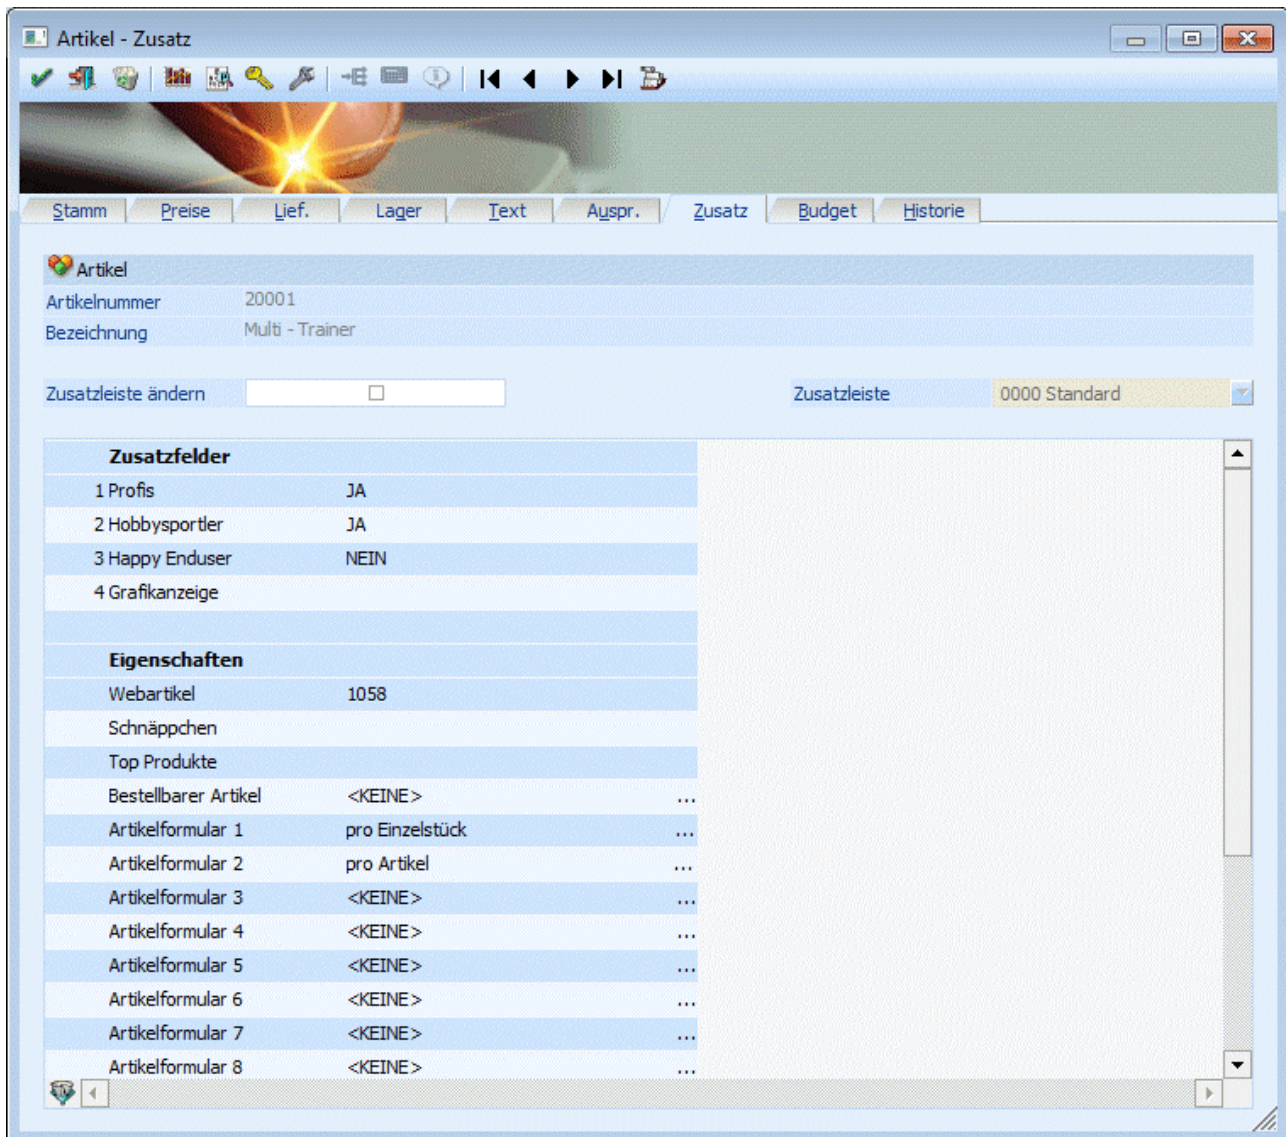 Artikel - Zusatz
Stamm Preise Lief. Lager Text Auspr. Zusatz Budget Historie
Artikel
Artikelnummer 20001
Bezeichnung Multi - Trainer
Zusatzleiste ändern Zusatzleiste 0000 Standard
Zusatzfelder
1 Profis JA
2 Hobbysportler JA
3 Happy Enduser NEIN
4 Grafikanzeige
Eigenschaften
Webartikel 1058
Schnäppchen
Top Produkte
Bestellbarer Artikel <KEINE> ...
Artikelformular 1 pro Einzelstück ...
Artikelformular 2 pro Artikel ...
Artikelformular 3 <KEINE> ...
Artikelformular 4 <KEINE> ...
Artikelformular 5 <KEINE> ...
Artikelformular 6 <KEINE> ...
Artikelformular 7 <KEINE> ...
Artikelformular 8 <KEINE> ...